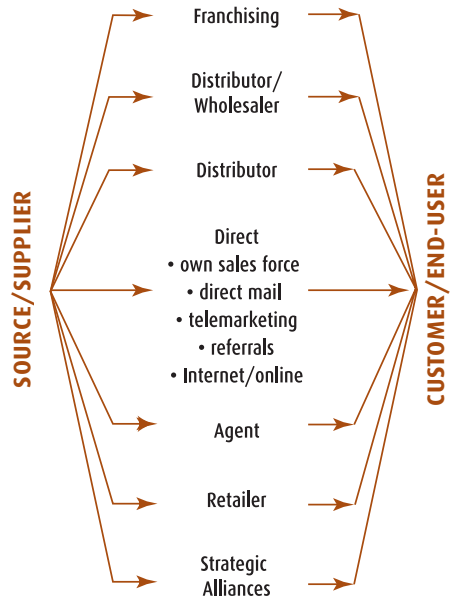 SOURCE/SUPPLIER
Franchising
Distributor/
Wholesaler
Distributor
Direct
• own sales force
• direct mail
• telemarketing
• referrals
• Internet/online
Agent
Retailer
Strategic
Alliances
CUSTOMER/END-USER